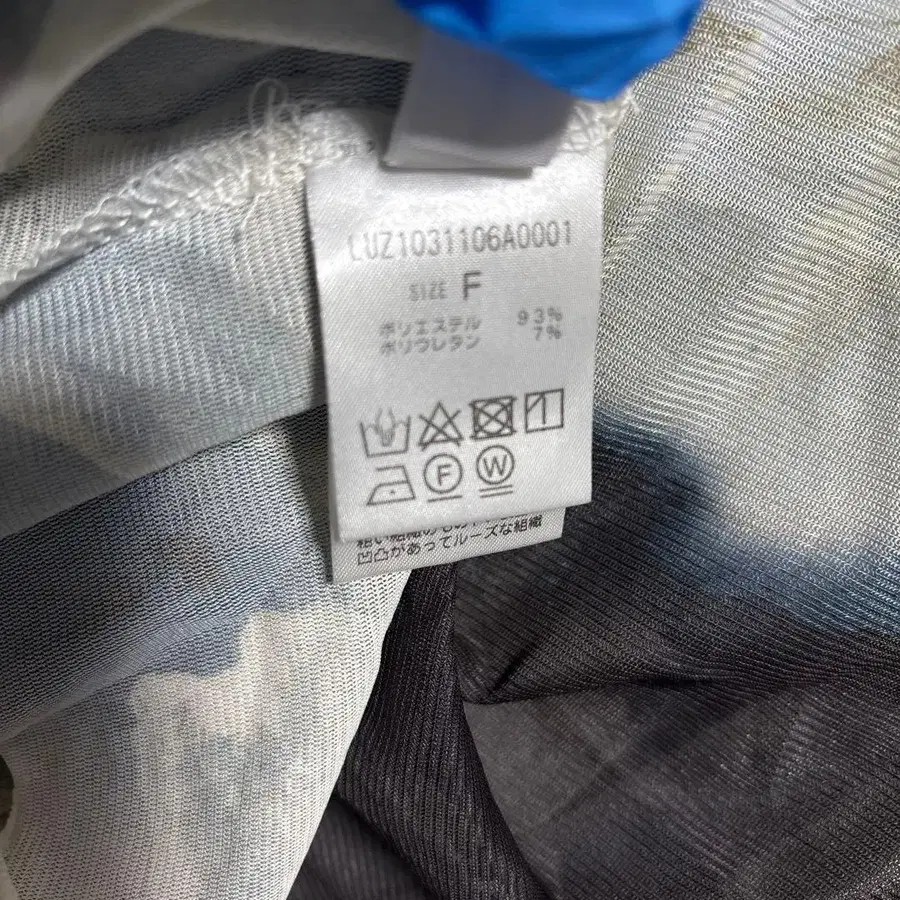 LUZ1031106A0001
SIZE F
ポリエステル 93%
ポリウレタン 7%
F W
凹凸があってルーズな組織